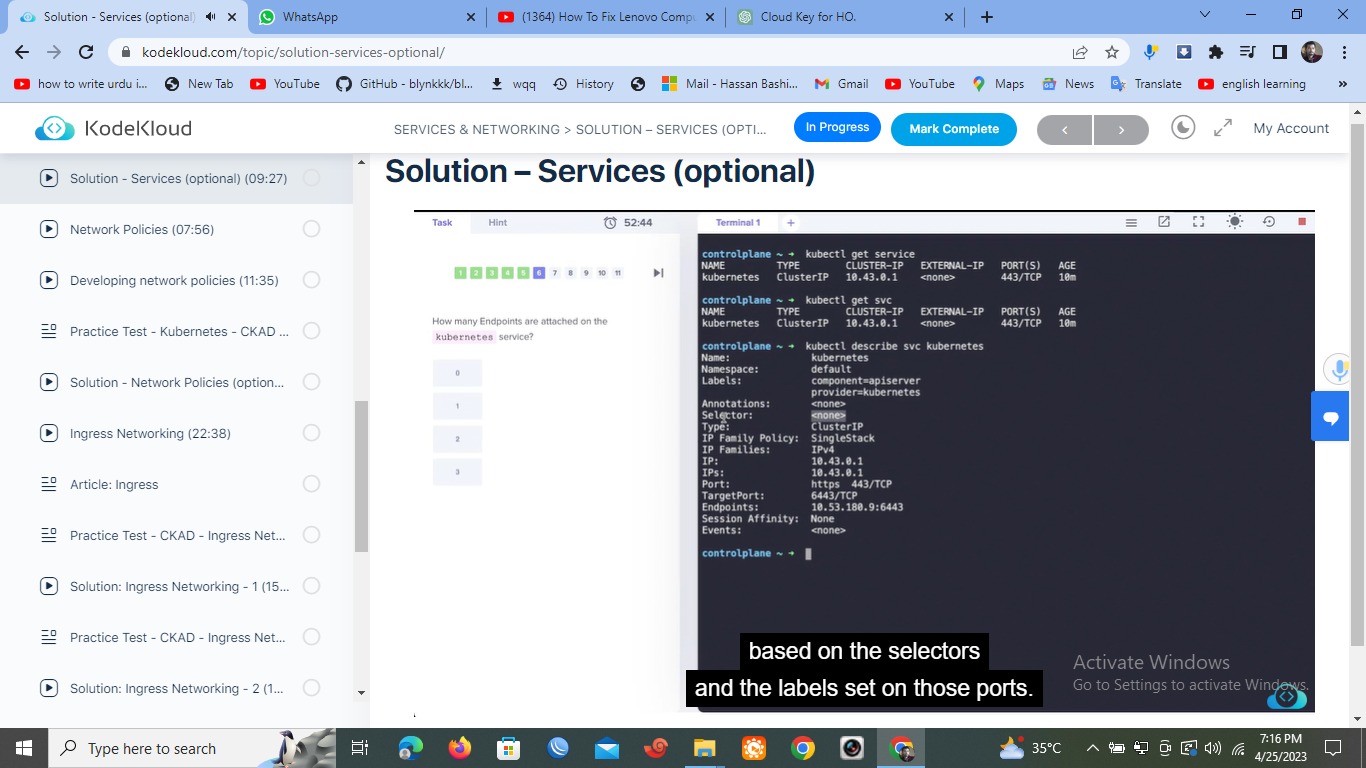 Solution - Services (optional)
WhatsApp
(1364) How To Fix Lenovo Compu
Cloud Key for HO.
kodekloud.com/topic/solution-services-optional/
how to write urdu i...
New Tab
YouTube
GitHub - blynkkk/bl...
wqq
History
Mail - Hassan Bashi...
Gmail
YouTube
Maps
News
Translate
english learning
»
KodeKloud
SERVICES & NETWORKING > SOLUTION – SERVICES (OPTI...
In Progress
Mark Complete
My Account
Solution - Services (optional) (09:27)
Network Policies (07:56)
Developing network policies (11:35)
Practice Test - Kubernetes - CKAD ...
Solution - Network Policies (option...
Ingress Networking (22:38)
Article: Ingress
Practice Test - CKAD - Ingress Net...
Solution: Ingress Networking - 1 (15...
Practice Test - CKAD - Ingress Net...
Solution: Ingress Networking - 2 (1...
Solution – Services (optional)
Task Hint 52:44
1 2 3 4 5 6 7 8 9 10 11
How many Endpoints are attached on the
kubernetes service?
0
1
2
3
Terminal 1 +
controlplane ~ ➜ kubectl get service
NAME TYPE CLUSTER-IP EXTERNAL-IP PORT(S) AGE
kubernetes ClusterIP 10.43.0.1 <none> 443/TCP 10m
controlplane ~ ➜ kubectl get svc
NAME TYPE CLUSTER-IP EXTERNAL-IP PORT(S) AGE
kubernetes ClusterIP 10.43.0.1 <none> 443/TCP 10m
controlplane ~ ➜ kubectl describe svc kubernetes
Name: kubernetes
Namespace: default
Labels: component=apiserver
provider=kubernetes
Annotations: <none>
Selector: <none>
Type: ClusterIP
IP Family Policy: SingleStack
IP Families: IPv4
IP: 10.43.0.1
IPs: 10.43.0.1
Port: https 443/TCP
TargetPort: 6443/TCP
Endpoints: 10.53.180.9:6443
Session Affinity: None
Events: <none>
controlplane ~ ➜
based on the selectors
and the labels set on those ports.
Activate Windows
Go to Settings to activate Windows.
Type here to search
35°C
7:16 PM
4/25/2023